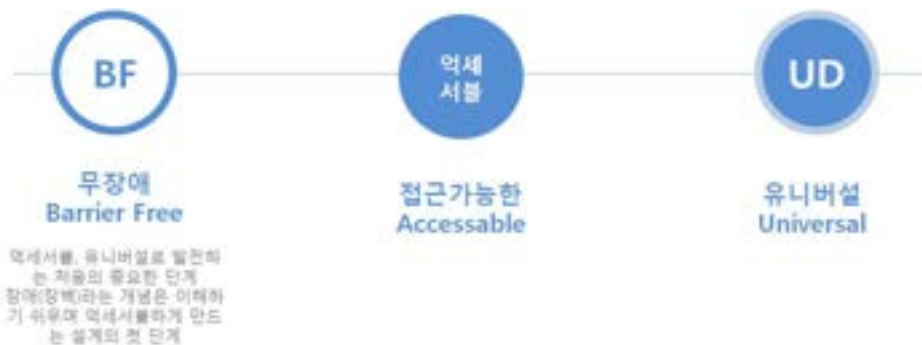 BF
억세
서블
UD
무장애
Barrier Free
접근가능한
Accessable
유니버설
Universal
억세서블, 유니버설로 발전하
는 처음의 중요한 단계
장애(장벽)라는 개념은 이해하
기 쉬우며 억세서블하게 만드
는 설계의 첫 단계